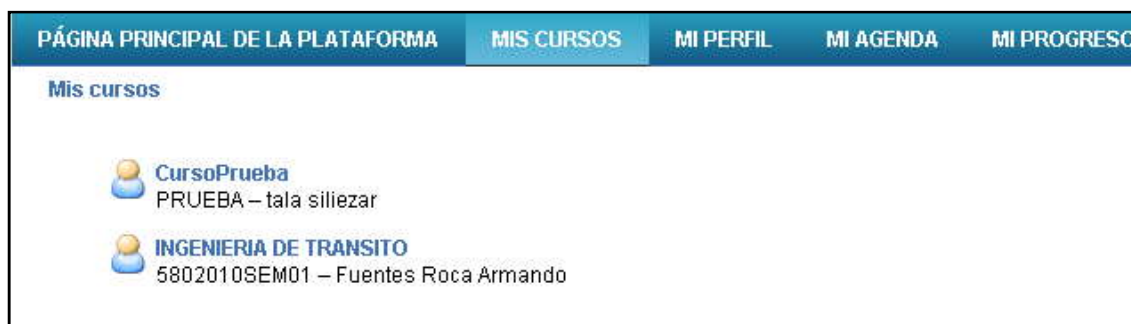 PÁGINA PRINCIPAL DE LA PLATAFORMA MIS CURSOS MI PERFIL MI AGENDA MI PROGRESO
Mis cursos
CursoPrueba
PRUEBA – tala siliezar
INGENIERIA DE TRANSITO
5802010SEM01 – Fuentes Roca Armando